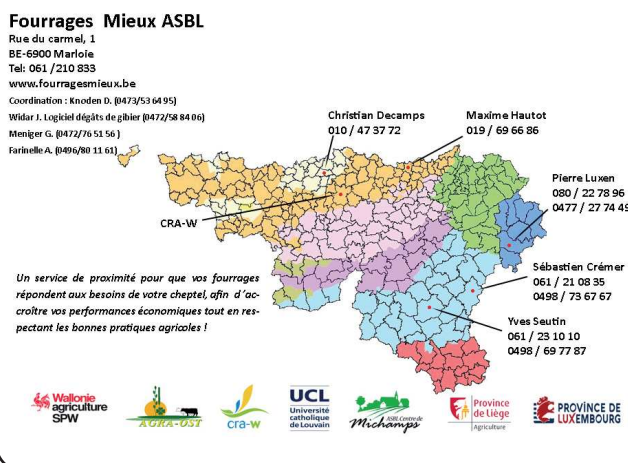 Fourrages Mieux ASBL
Rue du carmel, 1
BE-6900 Marloie
Tel: 061 /210 833
www.fourragesmieux.be
Coordination : Knoden D. (0473/53 64 95)
Widar J. Logiciel dégâts de gibier (0472/58 84 06)
Meniger G. (0472/76 51 56 )
Farinelle A. (0496/80 11 61)
Christian Decamps
010 / 47 37 72
Maxime Hautot
019 / 69 66 86
Pierre Luxen
080 / 22 78 96
0477 / 27 74 49
CRA-W
Sébastien Crémer
061 / 21 08 35
0498 / 73 67 67
Yves Seutin
061 / 23 10 10
0498 / 69 77 87
Un service de proximité pour que vos fourrages
répondent aux besoins de votre cheptel, afin d´ac-
croître vos performances économiques tout en res-
pectant les bonnes pratiques agricoles !
Wallonie
agriculture
SPW
AGRA-OST
cra-w
UCL
Université
catholique
de Louvain
ASBL Centre de
Michamps
Province
de Liège
Agriculture
PROVINCE DE
LUXEMBOURG